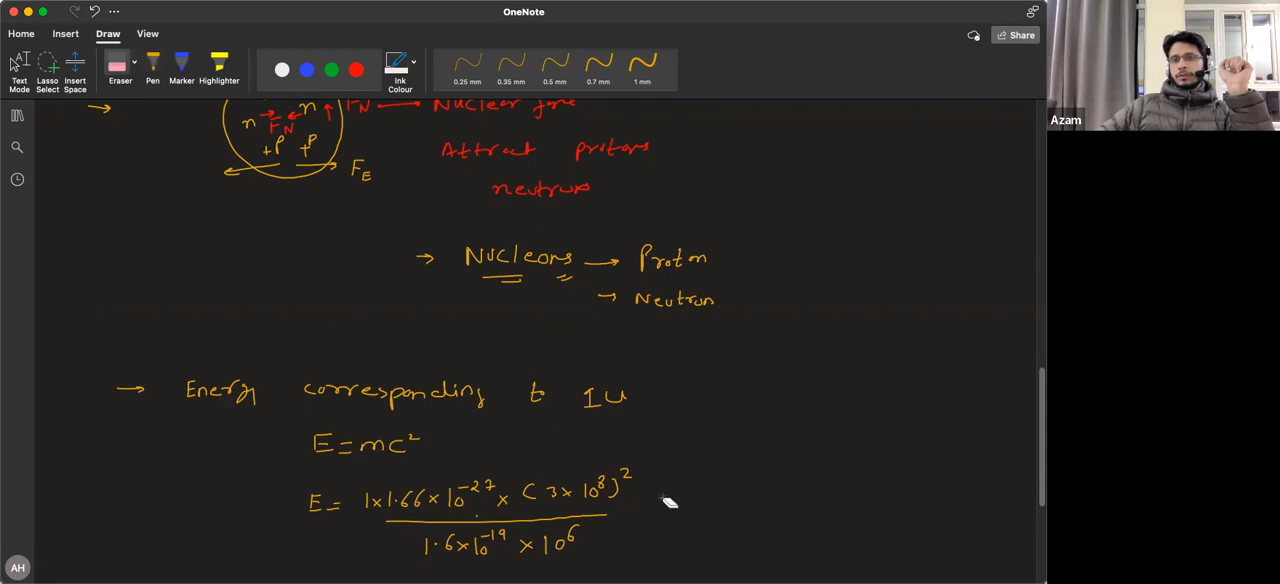 OneNote
Home Insert Draw View
Share
Text Mode
Lasso Select
Insert Space
Eraser
Pen
Marker
Highlighter
Ink Colour
0.25 mm 0.35 mm 0.5 mm 0.7 mm 1 mm
Azam
→ n n FN → Nuclear force
FN
+P +P Attract protons
FE
neutrons
→ Nucleons → Proton
→ Neutron
→ Energy corresponding to 1u
E = mc²
E = 1 × 1.66 × 10⁻²⁷ × (3 × 10⁸)²
1.6 × 10⁻¹⁹ × 10⁶
AH